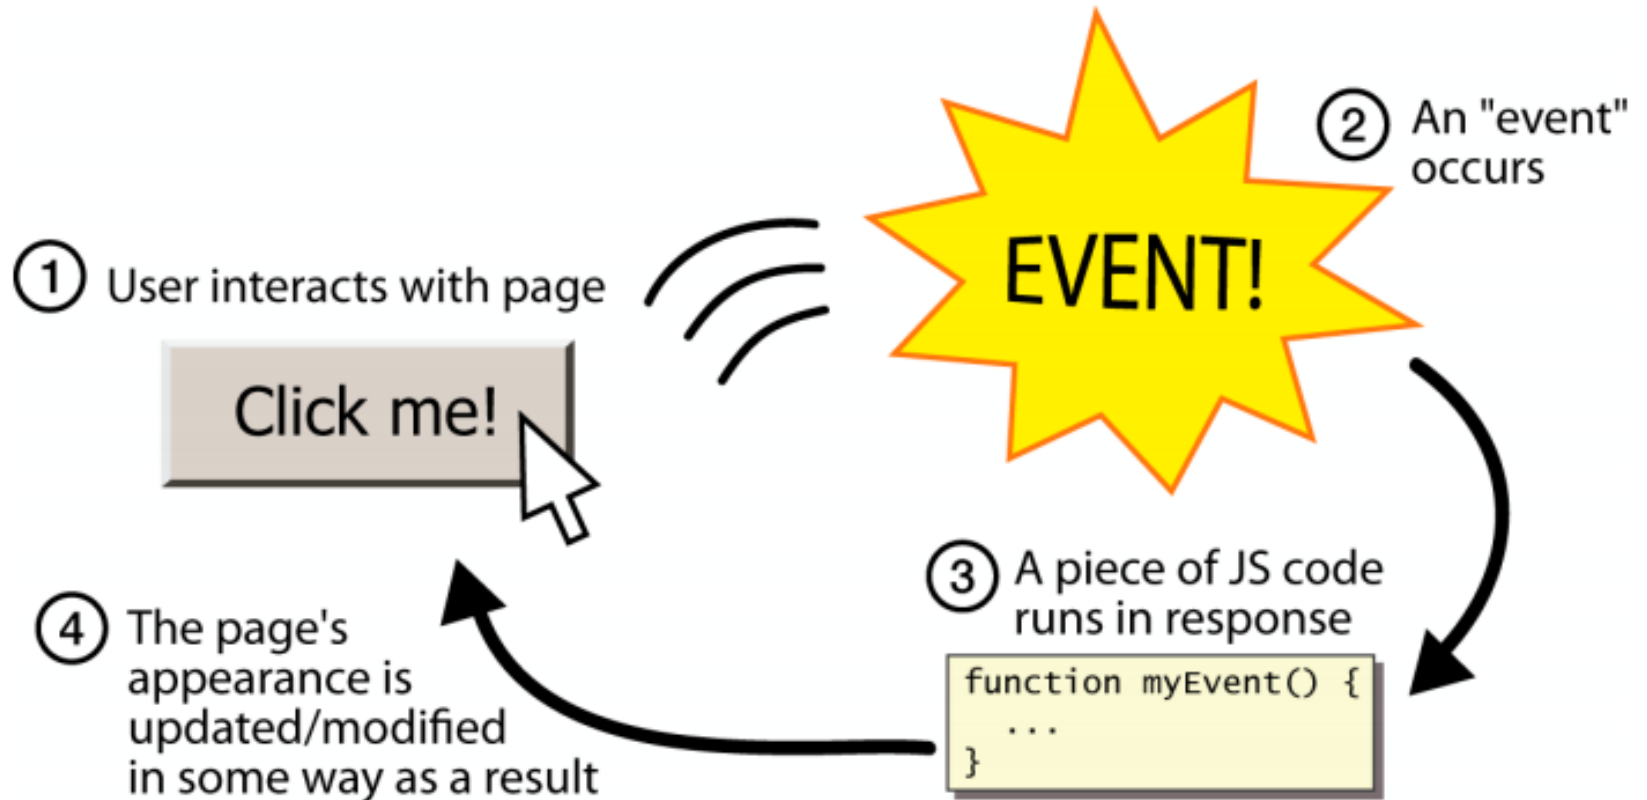 1 User interacts with page
Click me!
EVENT!
2 An "event"
occurs
3 A piece of JS code
runs in response
function myEvent() {
...
}
4 The page's
appearance is
updated/modified
in some way as a result